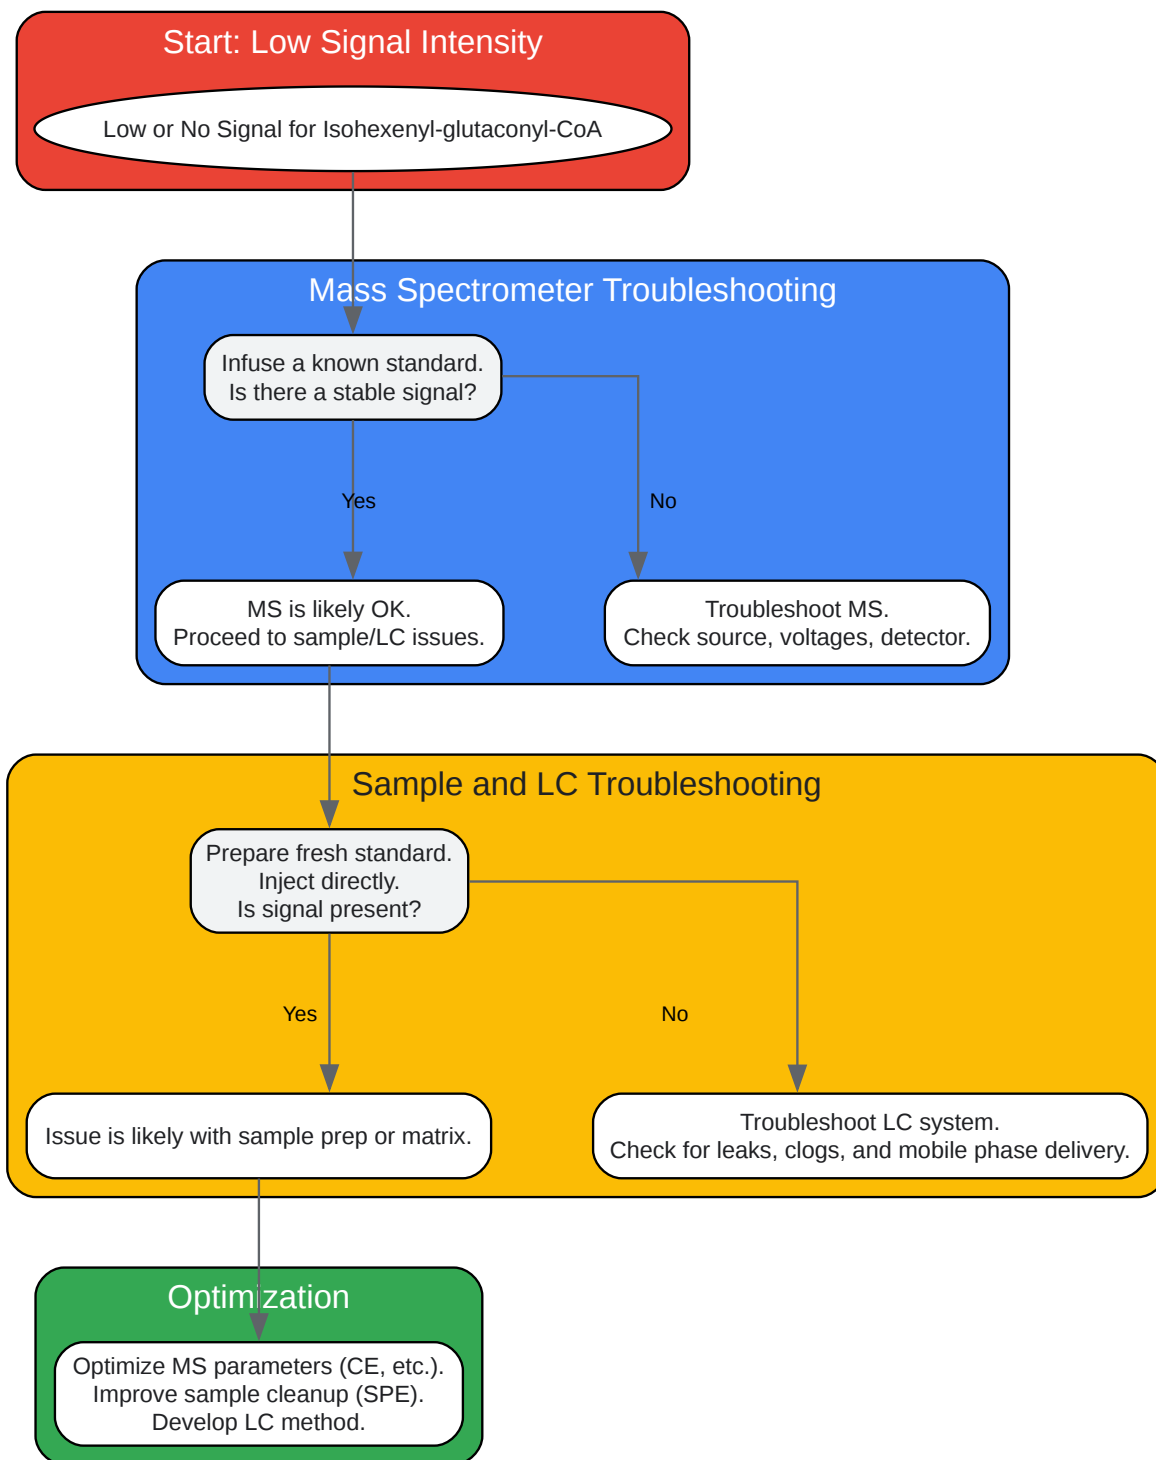 Start: Low Signal Intensity
Low or No Signal for Isohexenyl-glutaconyl-CoA
Mass Spectrometer Troubleshooting
Infuse a known standard.
Is there a stable signal?
Yes
No
MS is likely OK.
Proceed to sample/LC issues.
Troubleshoot MS.
Check source, voltages, detector.
Sample and LC Troubleshooting
Prepare fresh standard.
Inject directly.
Is signal present?
Yes
No
Issue is likely with sample prep or matrix.
Troubleshoot LC system.
Check for leaks, clogs, and mobile phase delivery.
Optimization
Optimize MS parameters (CE, etc.).
Improve sample cleanup (SPE).
Develop LC method.